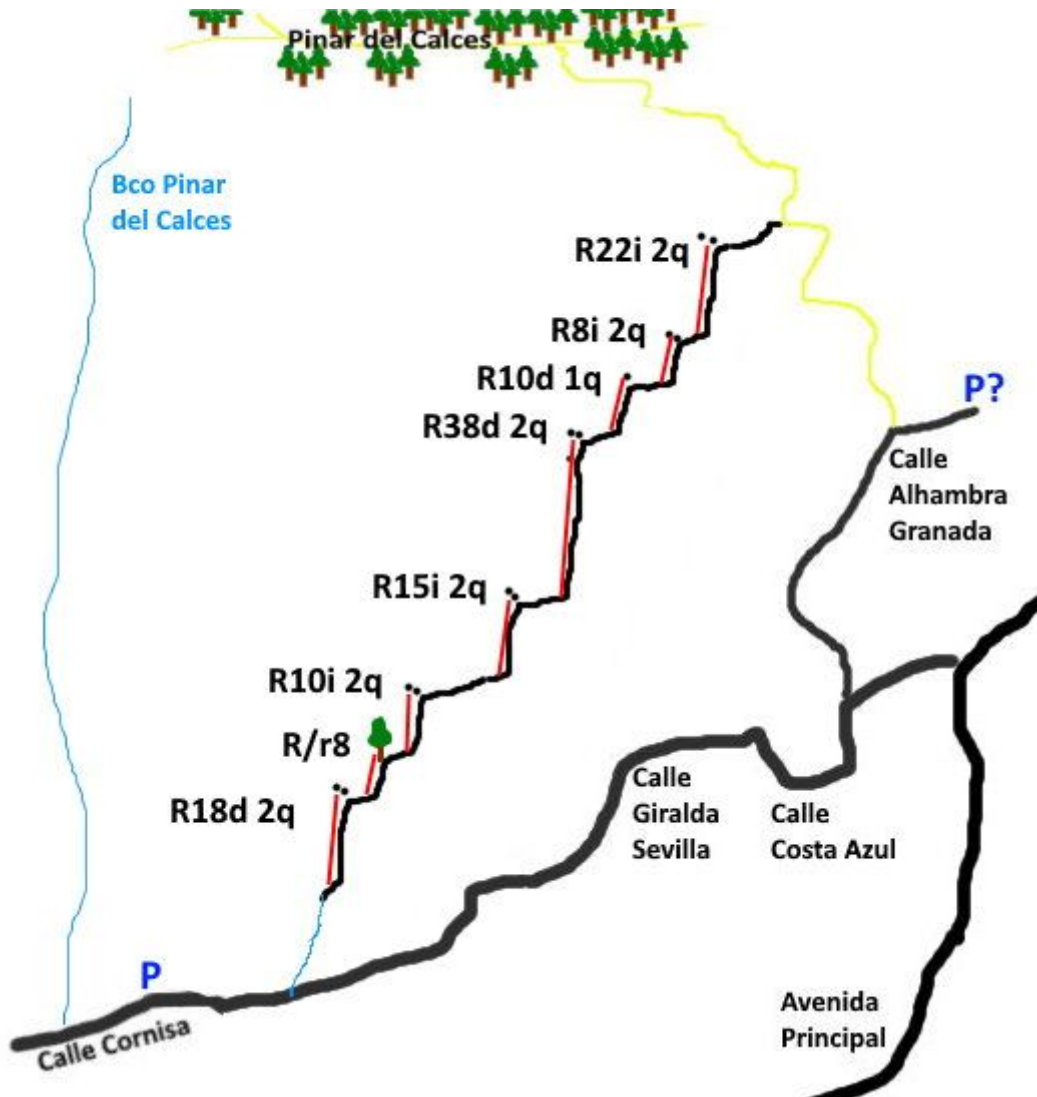 Pinar del Calces
Bco Pinar
del Calces
R22i 2q
R8i 2q
R10d 1q
P?
R38d 2q
Calle
Alhambra
Granada
R15i 2q
R10i 2q
R/r8
R18d 2q
Calle
Giralda
Sevilla
Calle
Costa Azul
P
Avenida
Principal
Calle Cornisa